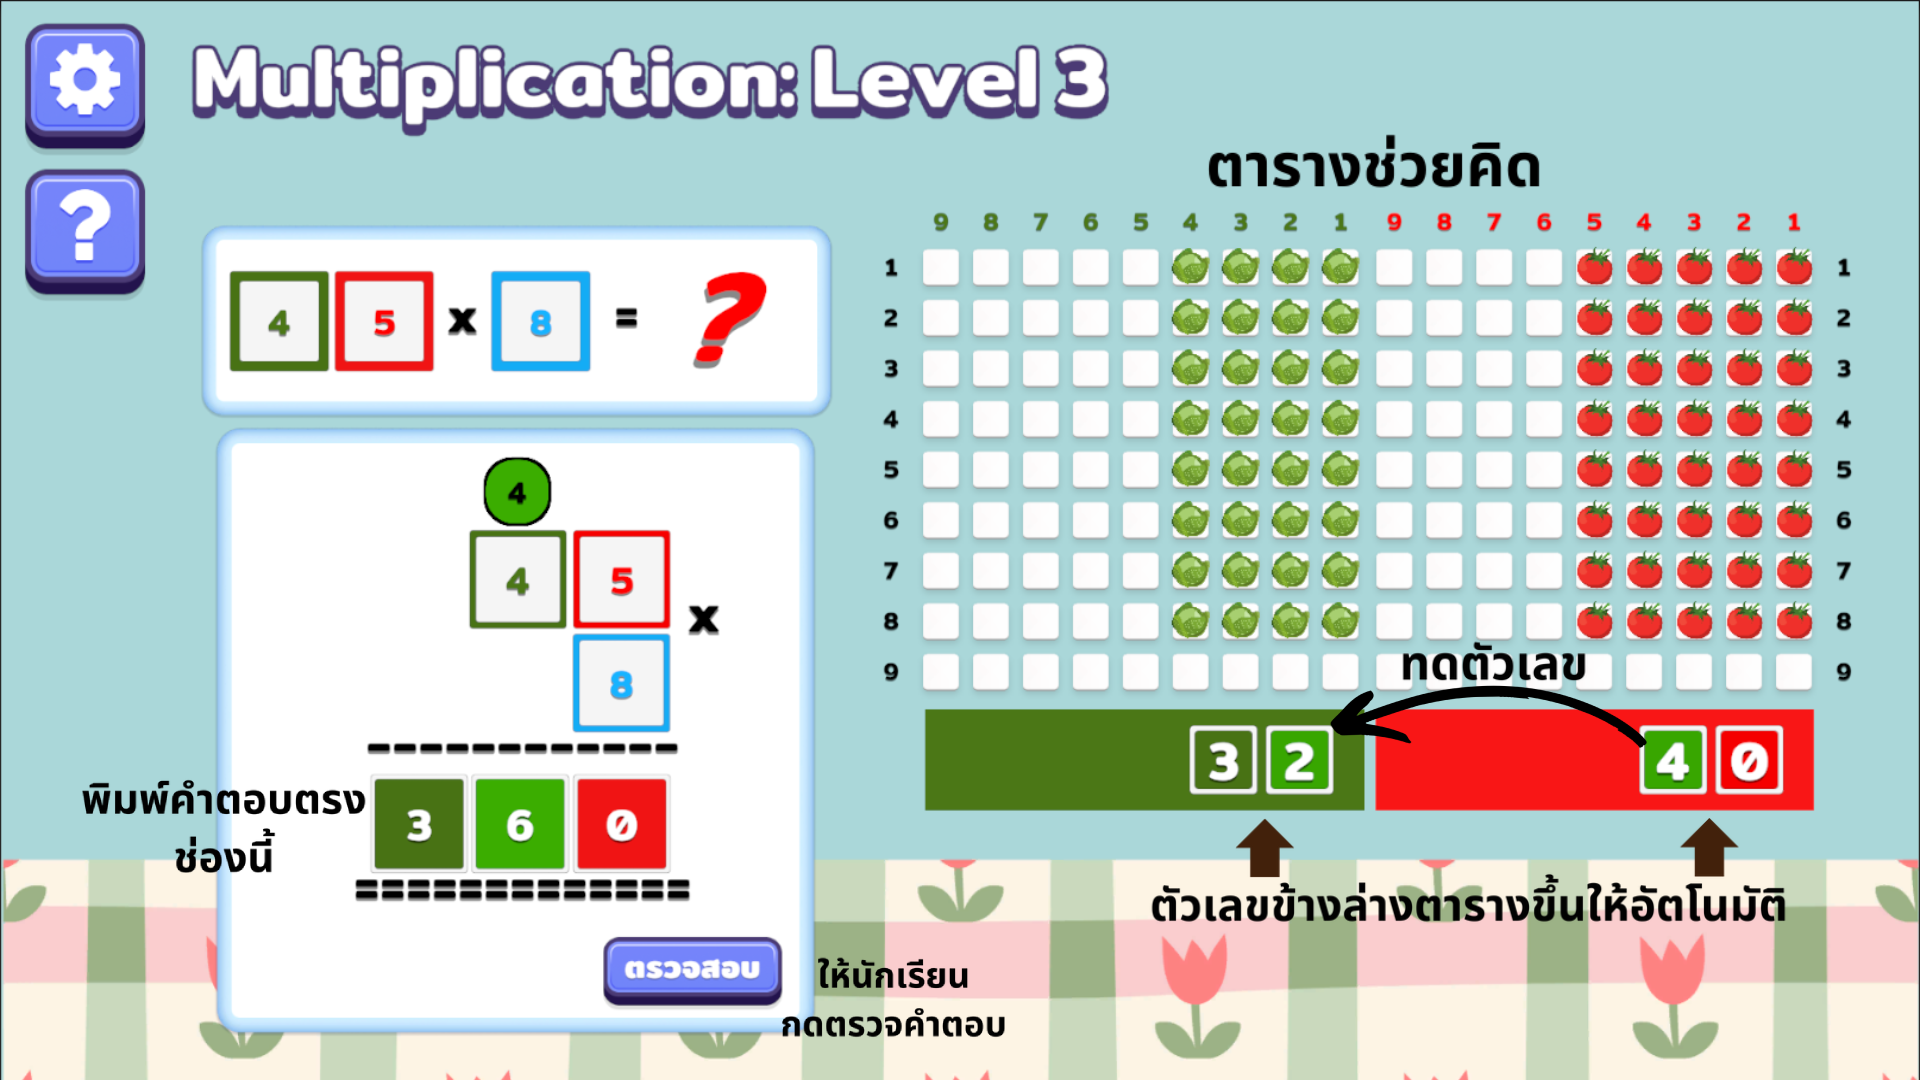 Multiplication: Level 3
?
ตารางช่วยคิด
9 8 7 6 5 4 3 2 1 9 8 7 6 5 4 3 2 1
4 5 x 8 = ?
1 1
2 2
3 3
4 4
5 5
6 6
7 7
8 8
9 9
ทดตัวเลข
3 2 4 0
ตัวเลขข้างล่างตารางขึ้นให้อัตโนมัติ
4
4 5
x
8
พิมพ์คำตอบตรง
ช่องนี้
3 6 0
ตรวจสอบ
ให้นักเรียน
กดตรวจคำตอบ